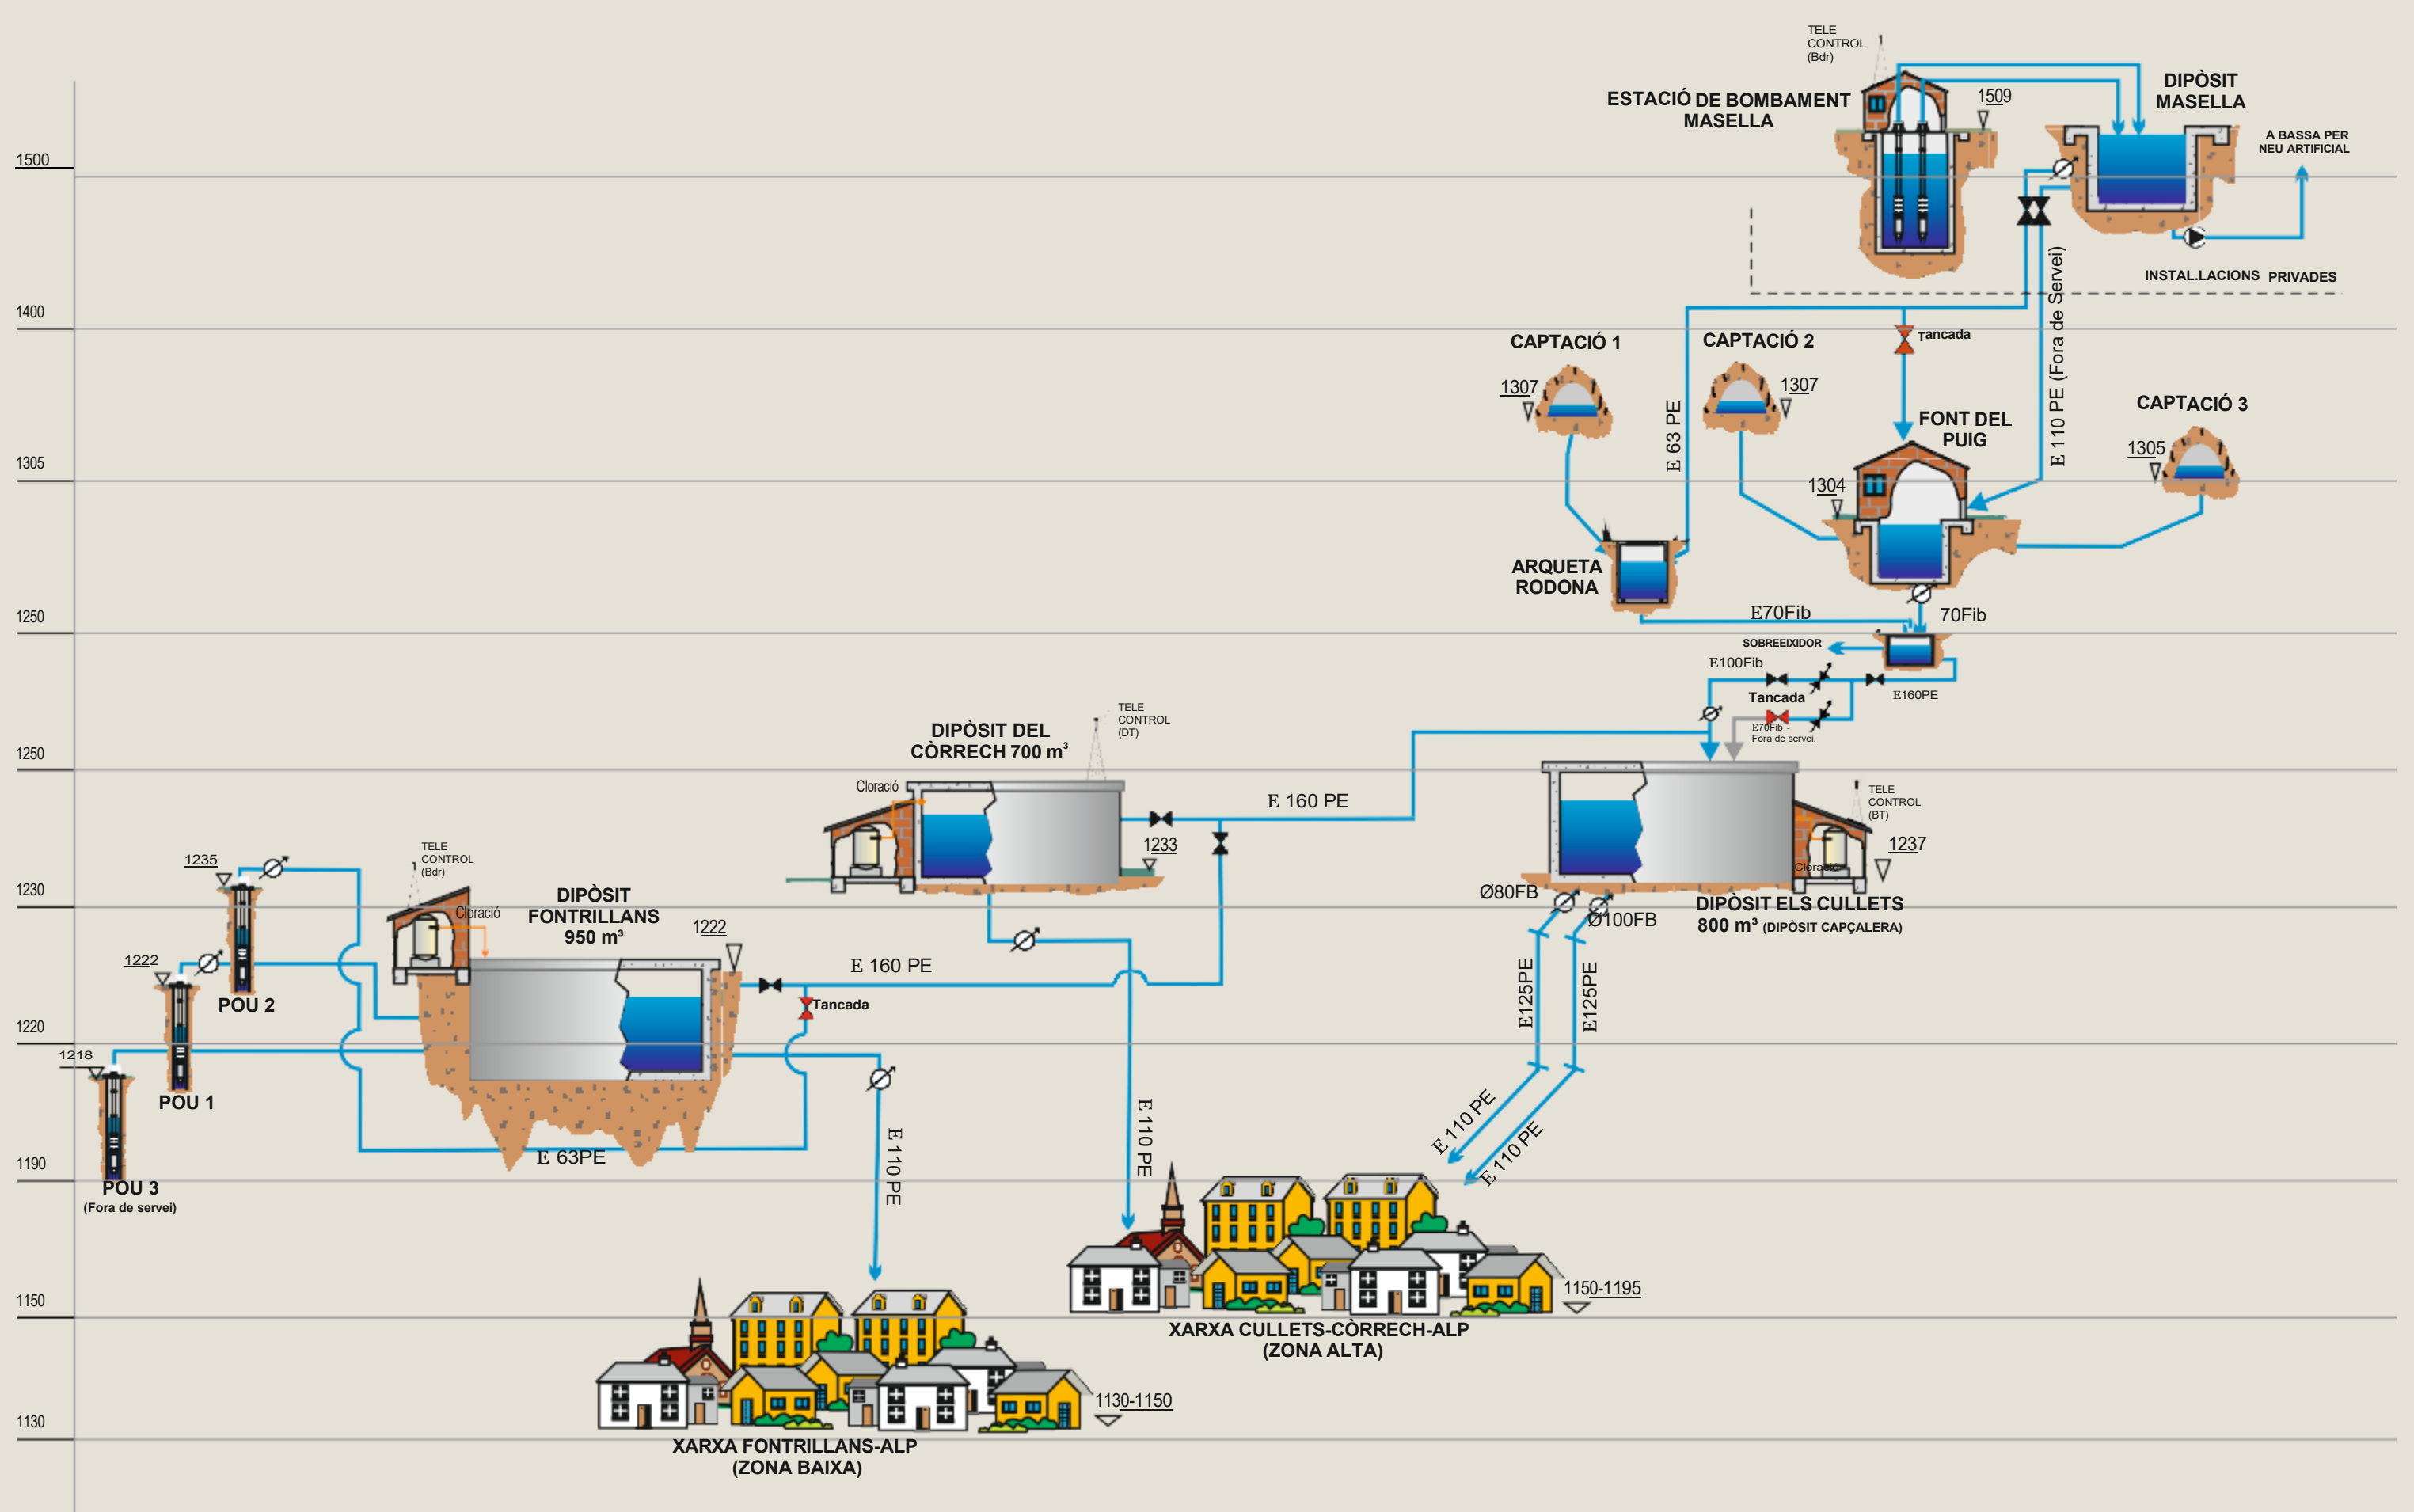 TELE
CONTROL
(Bdr)
ESTACIÓ DE BOMBAMENT
MASELLA
1509
DIPÒSIT
MASELLA
A BASSA PER
NEU ARTIFICIAL
1500
INSTAL.LACIONS PRIVADES
E 110 PE (Fora de Servei)
1400
Tancada
CAPTACIÓ 1
1307
CAPTACIÓ 2
1307
E 63 PE
FONT DEL
PUIG
CAPTACIÓ 3
1305
1305
1304
ARQUETA
RODONA
1250
E70Fib
70Fib
SOBREEIXIDOR
E100Fib
Tancada
E160PE
E70Fib -
Fora de servei.
TELE
CONTROL
(DT)
DIPÒSIT DEL
CÒRRECH 700 m³
1250
Cloració
E 160 PE
1233
TELE
CONTROL
(BT)
1237
Cloració
1235
TELE
CONTROL
(Bdr)
1230
Cloració
DIPÒSIT
FONTRILLANS
950 m³
1222
Ø80FB
Ø100FB
DIPÒSIT ELS CULLETS
800 m³ (DIPÒSIT CAPÇALERA)
1222
E 160 PE
POU 2
Tancada
E125PE
E125PE
1220
1218
POU 1
E 110 PE
E 110 PE
E 110 PE
E 110 PE
E 63PE
1190
POU 3
(Fora de servei)
1150
1150-1195
XARXA CULLETS-CÒRRECH-ALP
(ZONA ALTA)
1130-1150
1130
XARXA FONTRILLANS-ALP
(ZONA BAIXA)